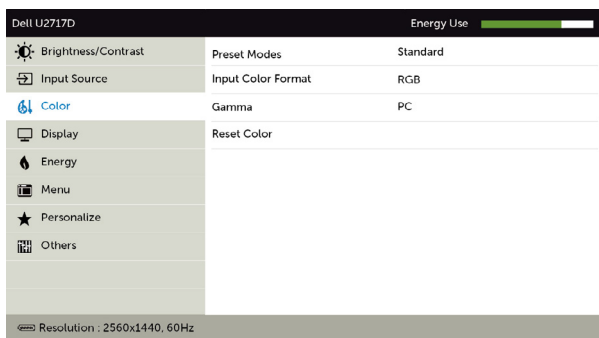 Dell U2717D Energy Use
Brightness/Contrast
Input Source
Color
Display
Energy
Menu
Personalize
Others
Preset Modes Standard
Input Color Format RGB
Gamma PC
Reset Color
Resolution : 2560x1440, 60Hz